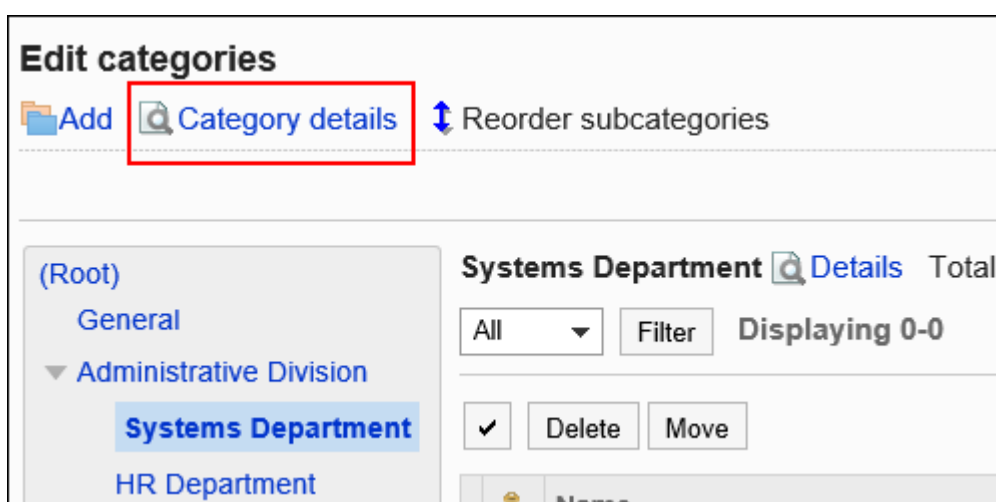 Edit categories
Add Category details Reorder subcategories
(Root)
General
Administrative Division
Systems Department
HR Department
Systems Department Details Total
All Filter Displaying 0-0
Delete Move
Name